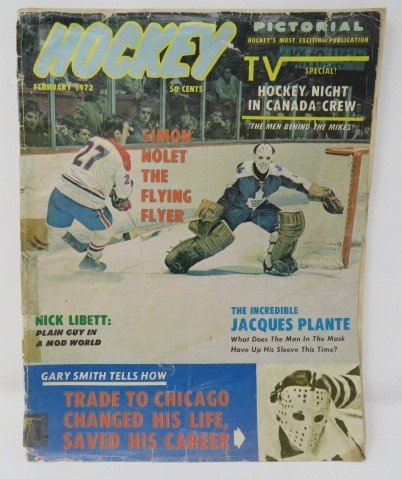 HOCKEY
PICTORIAL
HOCKEY'S MOST EXCITING PUBLICATION
FEBRUARY 1972
50 CENTS
TV SPECIAL!
HOCKEY NIGHT
IN CANADA CREW
'THE MEN BEHIND THE MIKES'
27
2
SIMON
NOLET
THE
FLYING
FLYER
NICK LIBETT:
PLAIN GUY IN
A MOD WORLD
THE INCREDIBLE
JACQUES PLANTE
What Does The Man In The Mask
Have Up His Sleeve This Time?
GARY SMITH TELLS HOW
TRADE TO CHICAGO
CHANGED HIS LIFE,
SAVED HIS CAREER